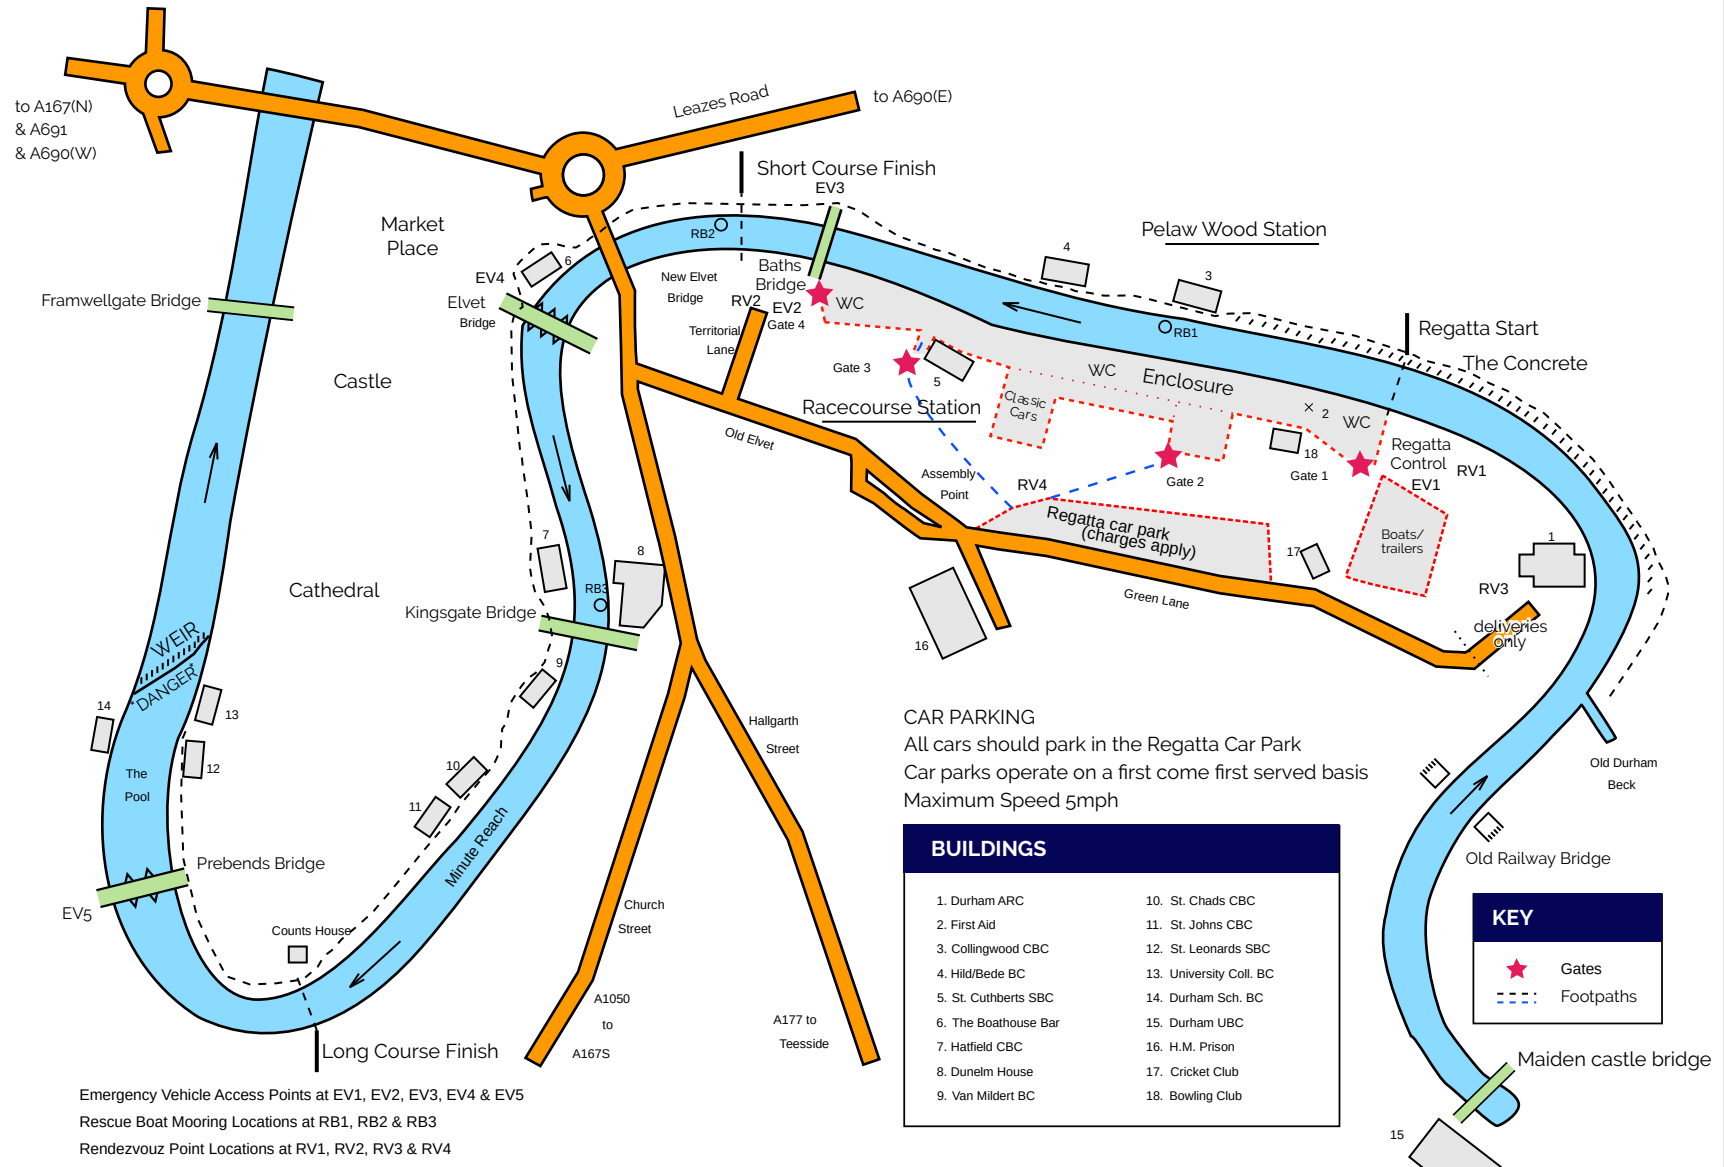 to A167(N)
& A691
& A690(W)
Leazes Road
to A690(E)
Short Course Finish
EV3
Market
Place
Pelaw Wood Station
RB2
6
4
3
EV4
New Elvet
Bridge
Baths
Bridge
RV2
EV2
Gate 4
WC
Framwellgate Bridge
Elvet
Bridge
Territorial
Lane
RB1
Regatta Start
The Concrete
Castle
Gate 3
5
WC
Enclosure
Classic
Cars
2
WC
Racecourse Station
Old Elvet
18
Regatta
Control
RV1
EV1
Assembly
Point
RV4
Gate 2
Gate 1
Regatta car park
(charges apply)
Boats/
trailers
7
8
17
1
Cathedral
RB3
Kingsgate Bridge
Green Lane
RV3
deliveries
only
WEIR
*DANGER*
16
9
14
13
12
The
Pool
Hallgarth
Street
10
11
Minute Reach
CAR PARKING
All cars should park in the Regatta Car Park
Car parks operate on a first come first served basis
Maximum Speed 5mph
Old Durham
Beck
Old Railway Bridge
Prebends Bridge
EV5
Counts House
Church
Street
A1050
to
A167S
A177 to
Teesside
Long Course Finish
BUILDINGS
1. Durham ARC
2. First Aid
3. Collingwood CBC
4. Hild/Bede BC
5. St. Cuthberts SBC
6. The Boathouse Bar
7. Hatfield CBC
8. Dunelm House
9. Van Mildert BC
10. St. Chads CBC
11. St. Johns CBC
12. St. Leonards SBC
13. University Coll. BC
14. Durham Sch. BC
15. Durham UBC
16. H.M. Prison
17. Cricket Club
18. Bowling Club
KEY
Gates
Footpaths
Maiden castle bridge
15
Emergency Vehicle Access Points at EV1, EV2, EV3, EV4 & EV5
Rescue Boat Mooring Locations at RB1, RB2 & RB3
Rendezvouz Point Locations at RV1, RV2, RV3 & RV4